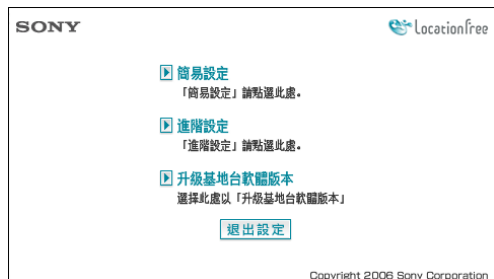 SONY
LocationFree
簡易設定
「簡易設定」請點選此處。
進階設定
「進階設定」請點選此處。
升級基地台軟體版本
選擇此處以「升級基地台軟體版本」
退出設定
Copyright 2006 Sony Corporation